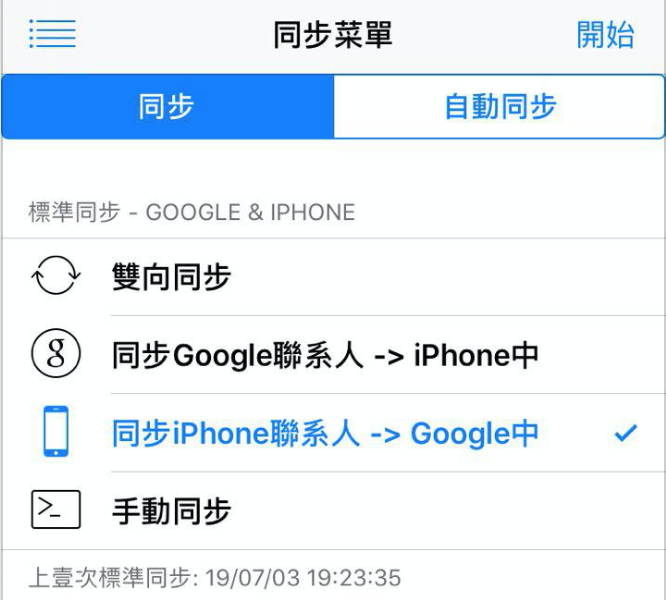 同步菜單
開始
同步
自動同步
標準同步 - GOOGLE & IPHONE
雙向同步
同步Google聯系人 -> iPhone中
同步iPhone聯系人 -> Google中
手動同步
上壹次標準同步: 19/07/03 19:23:35